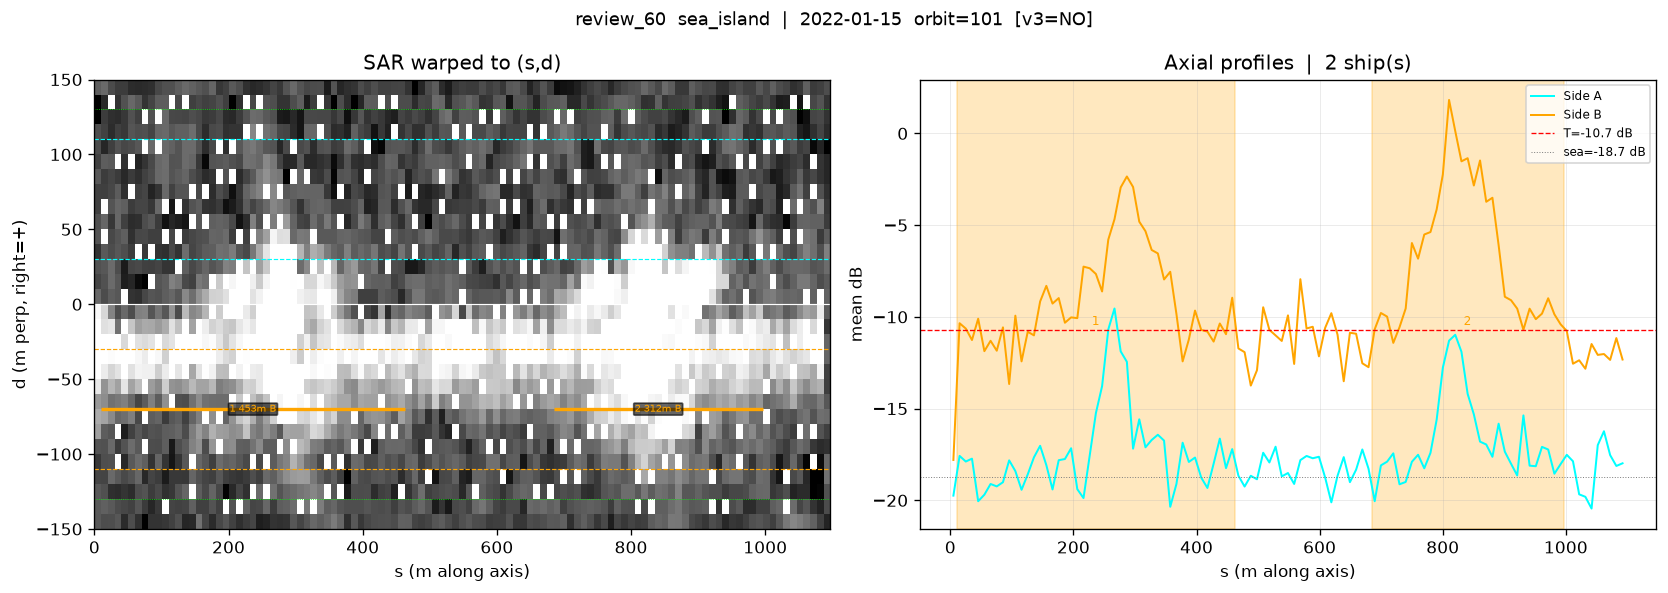 review_60  sea_island  |  2022-01-15  orbit=101  [v3=NO]
SAR warped to (s,d)
150
100
50
0
−50
−100
−150
d (m perp, right=+)
1 453m B
2 312m B
0
200
400
600
800
1000
s (m along axis)
Axial profiles  |  2 ship(s)
0
−5
−10
−15
−20
mean dB
1
2
Side A
Side B
T=-10.7 dB
sea=-18.7 dB
0
200
400
600
800
1000
s (m along axis)